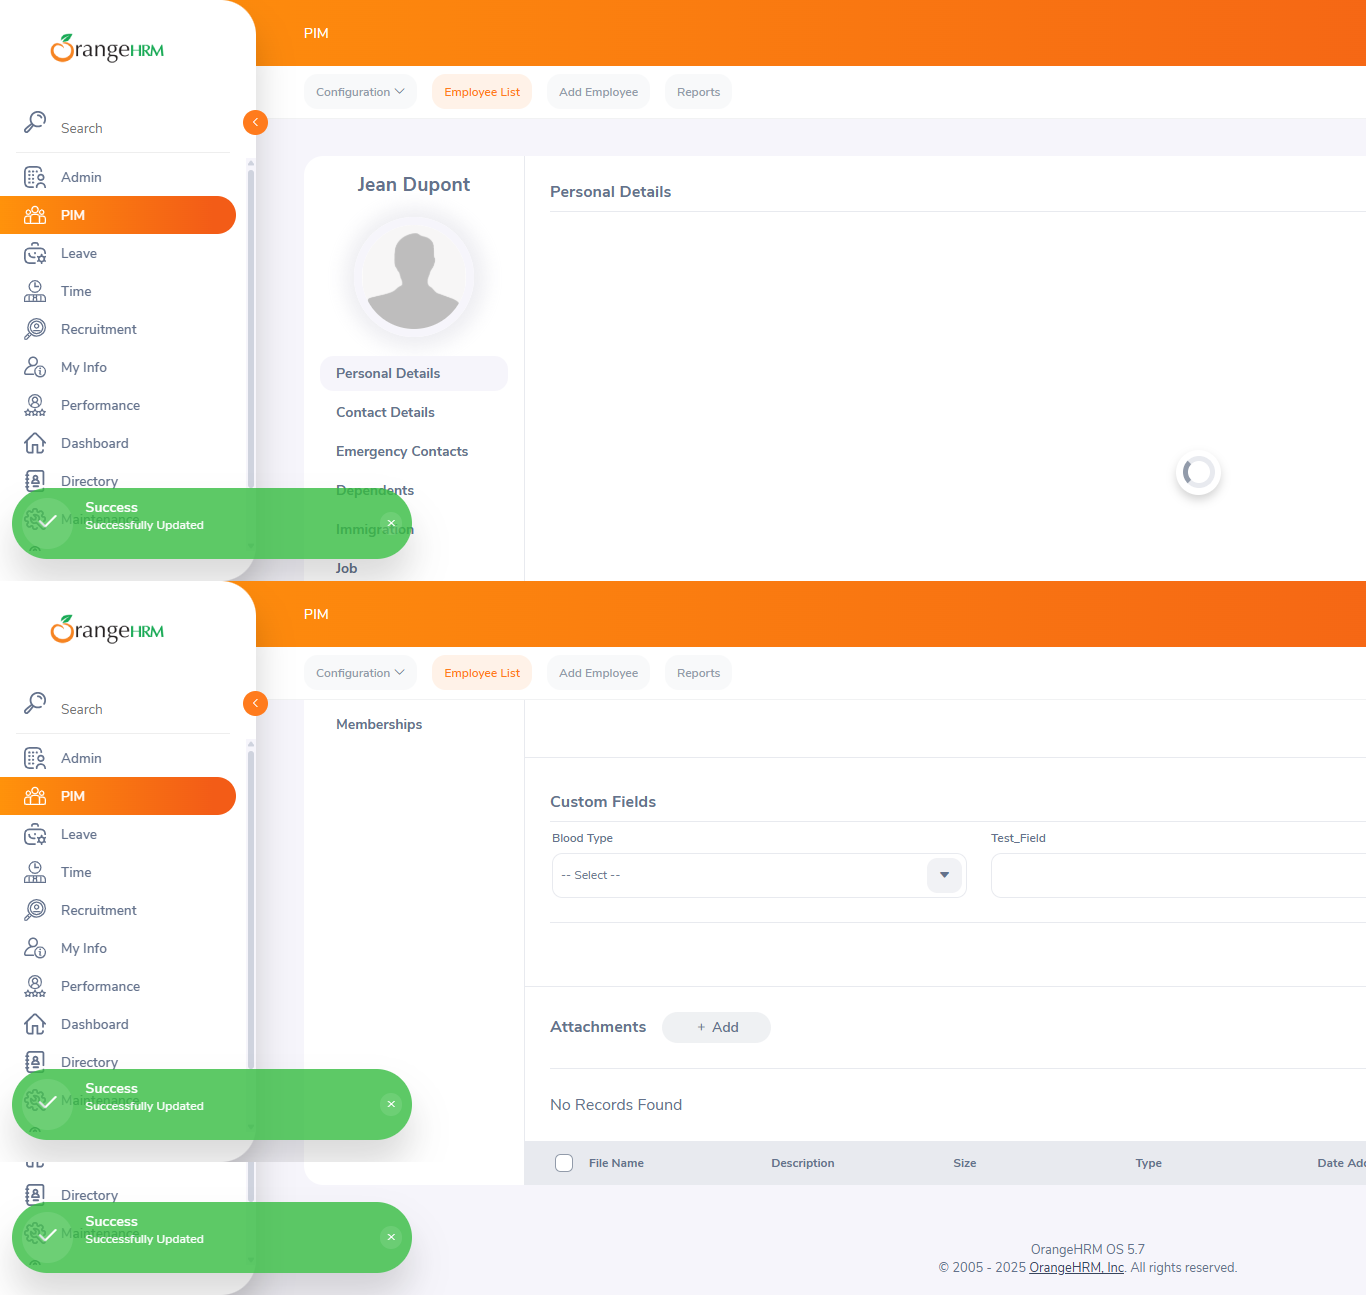 OrangeHRM
PIM
Configuration
Employee List
Add Employee
Reports
Search
Admin
PIM
Leave
Time
Recruitment
My Info
Performance
Dashboard
Directory
Maintenance
Success
Successfully Updated
Jean Dupont
Personal Details
Contact Details
Emergency Contacts
Dependents
Immigration
Job
Personal Details
OrangeHRM
PIM
Configuration
Employee List
Add Employee
Reports
Search
Admin
PIM
Leave
Time
Recruitment
My Info
Performance
Dashboard
Directory
Maintenance
Success
Successfully Updated
Memberships
Custom Fields
Blood Type
Test_Field
-- Select --
Attachments
+ Add
No Records Found
File Name Description Size Type Date Add
Directory
Maintenance
Success
Successfully Updated
OrangeHRM OS 5.7
© 2005 - 2025 OrangeHRM, Inc. All rights reserved.